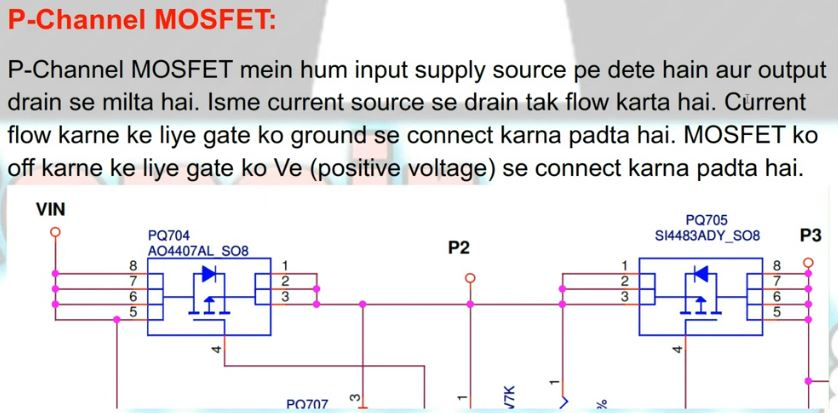 P-Channel MOSFET:
P-Channel MOSFET mein hum input supply source pe dete hain aur output
drain se milta hai. Isme current source se drain tak flow karta hai. Current
flow karne ke liye gate ko ground se connect karna padta hai. MOSFET ko
off karne ke liye gate ko Ve (positive voltage) se connect karna padta hai.
VIN
PQ704
AO4407AL_SO8
8
7
6
5
1
2
3
4
P2
PQ705
SI4483ADY_SO8
P3
1
2
3
8
7
6
5
4
PQ707
3
1
V7K
1
%